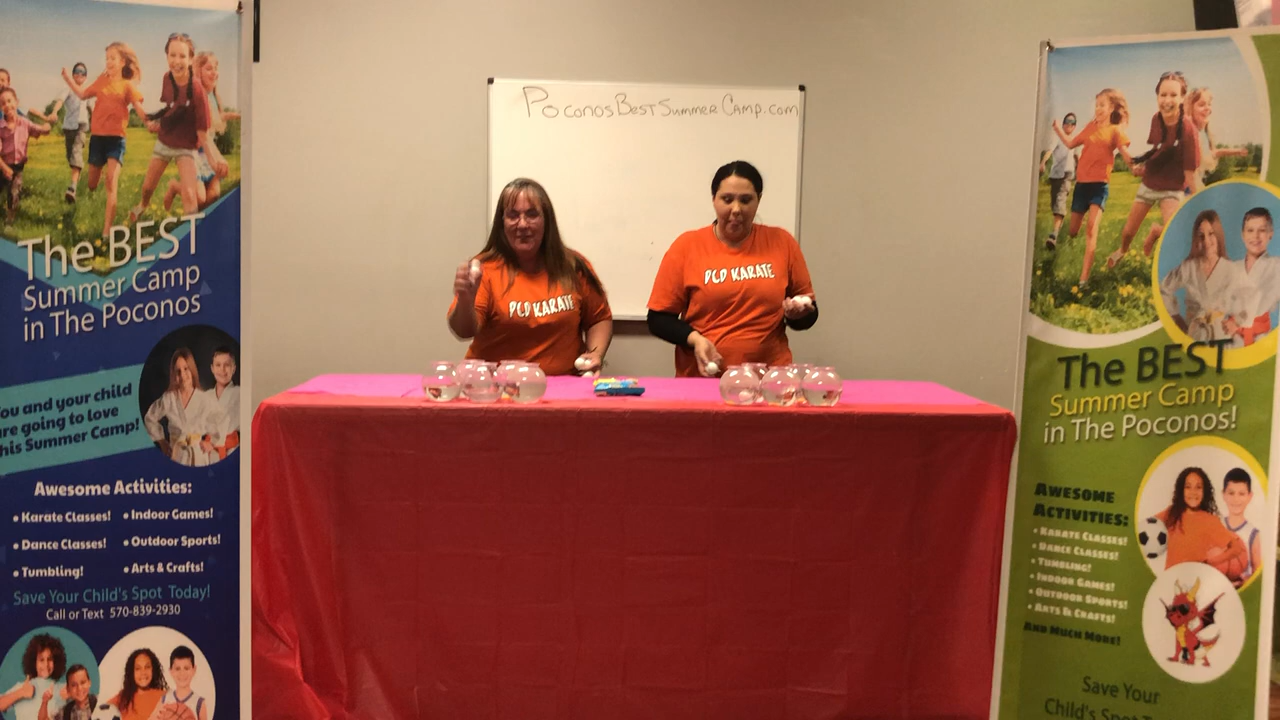 PoconosBestSummerCamp.com
The BEST
Summer Camp
in The Poconos
You and your child
are going to love
this Summer Camp!
Awesome Activities:
• Karate Classes! • Indoor Games!
• Dance Classes! • Outdoor Sports!
• Tumbling! • Arts & Crafts!
Save Your Child's Spot Today!
Call or Text 570-839-2930
PCD KARATE
PCD KARATE
The BEST
Summer Camp
in The Poconos!
Awesome
Activities:
• Karate Classes!
• Dance Classes!
• Tumbling!
• Indoor Games!
• Outdoor Sports!
• Arts & Crafts!
And Much More!
Save Your
Child's Spot